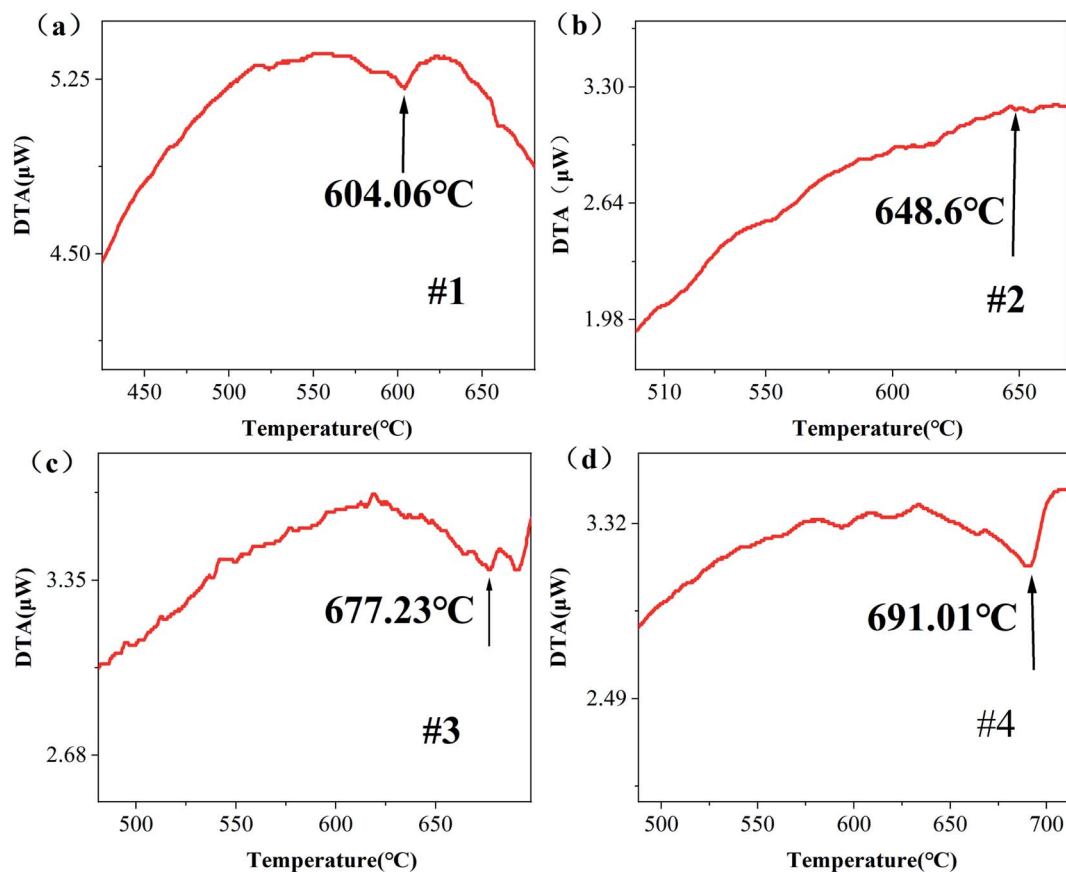 （a）
5.25
4.50
DTA(μW)
604.06℃
#1
450 500 550 600 650
Temperature(℃)
（b）
3.30
2.64
1.98
DTA（μW）
648.6℃
#2
510 550 600 650
Temperature(℃)
（c）
3.35
2.68
DTA(μW)
677.23℃
#3
500 550 600 650
Temperature(℃)
（d）
3.32
2.49
DTA(μW)
691.01℃
#4
500 550 600 650 700
Temperature(℃)